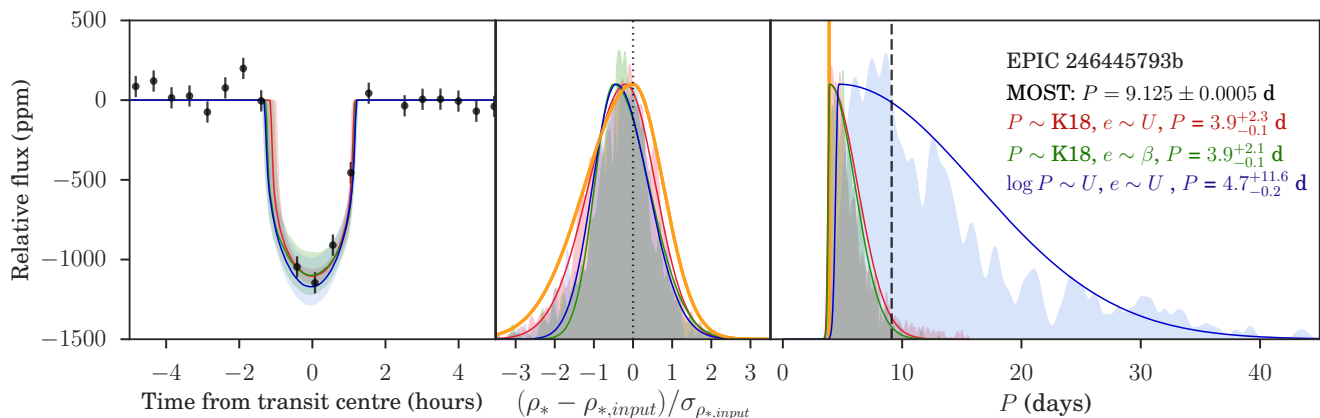 500
0
−500
−1000
−1500
Relative flux (ppm)
−4 −2 0 2 4
Time from transit centre (hours)
−3 −2 −1 0 1 2 3
(ρ* − ρ*,input)/σρ*,input
0 10 20 30 40
P (days)
EPIC 246445793b
MOST: P = 9.125 ± 0.0005 d
P ∼ K18, e ∼ U, P = 3.9+2.3−0.1 d
P ∼ K18, e ∼ β, P = 3.9+2.1−0.1 d
log P ∼ U, e ∼ U , P = 4.7+11.6−0.2 d